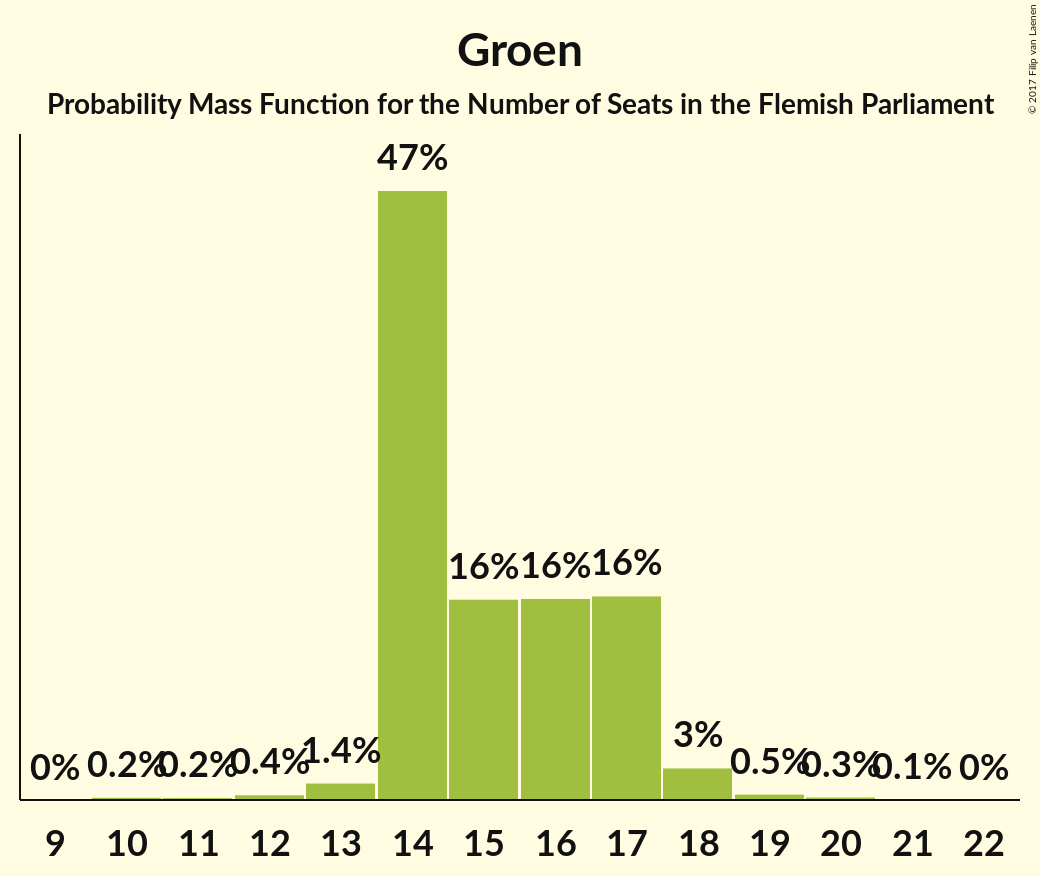 Groen
Probability Mass Function for the Number of Seats in the Flemish Parliament
© 2017 Filip van Laenen
47%
16% 16% 16%
3%
0% 0.2% 0.2% 0.4% 1.4% 0.5% 0.3% 0.1% 0%
9 10 11 12 13 14 15 16 17 18 19 20 21 22